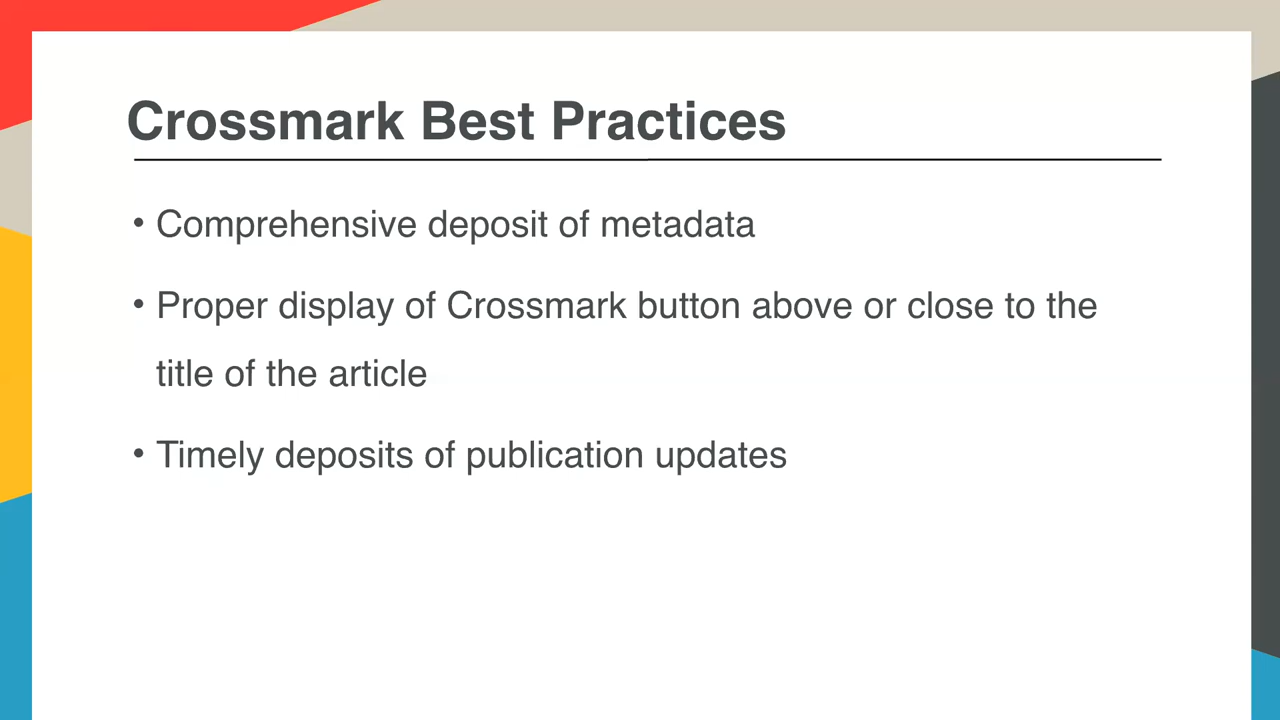 Crossmark Best Practices
• Comprehensive deposit of metadata
• Proper display of Crossmark button above or close to the
title of the article
• Timely deposits of publication updates